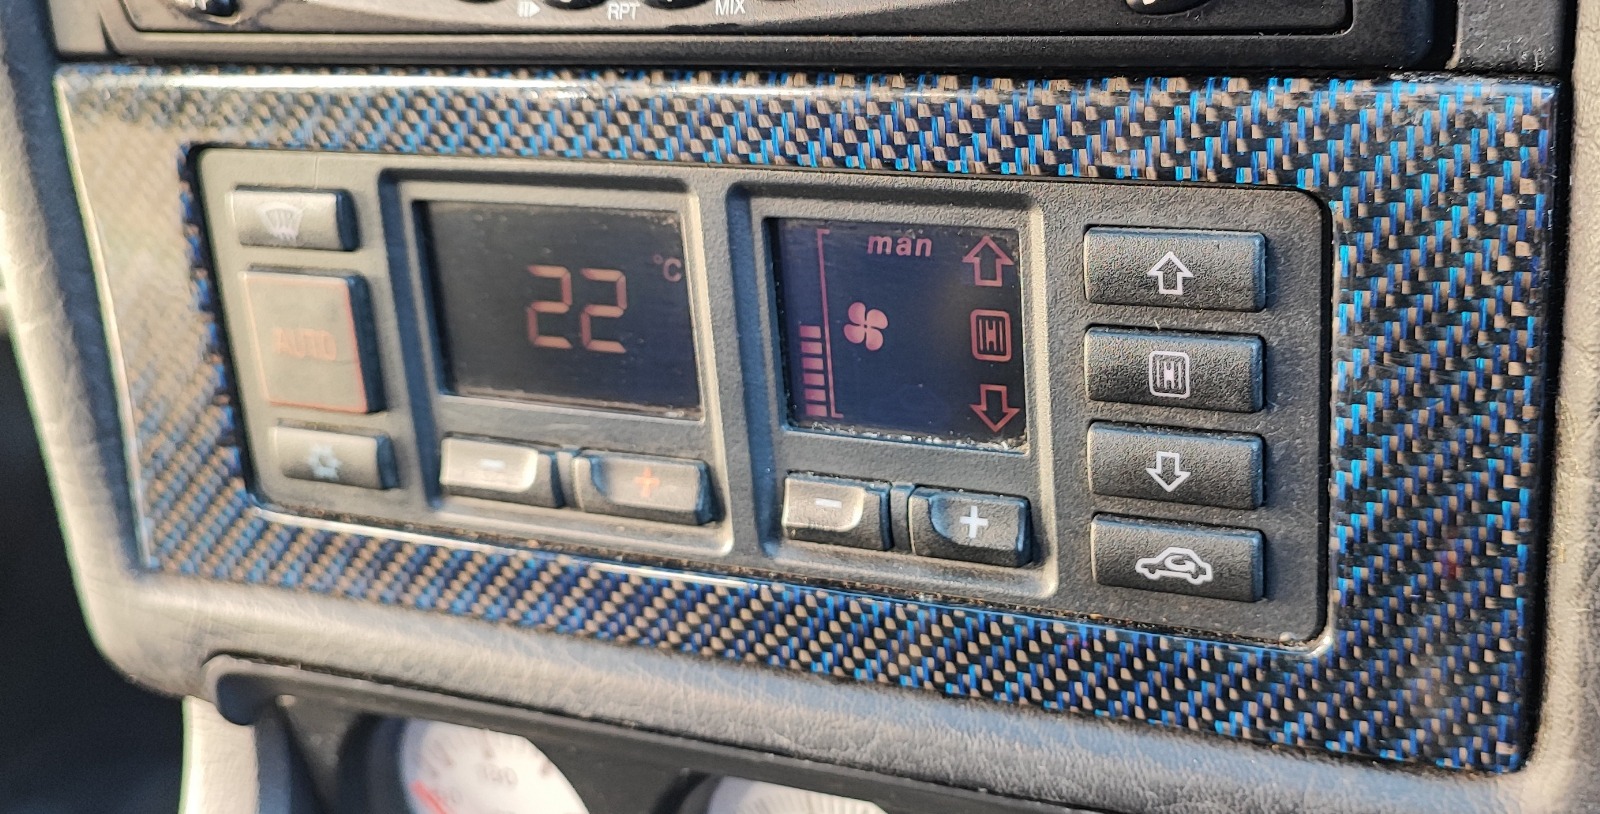 RPT MIX
man
°C
22
AUTO
- +
- +